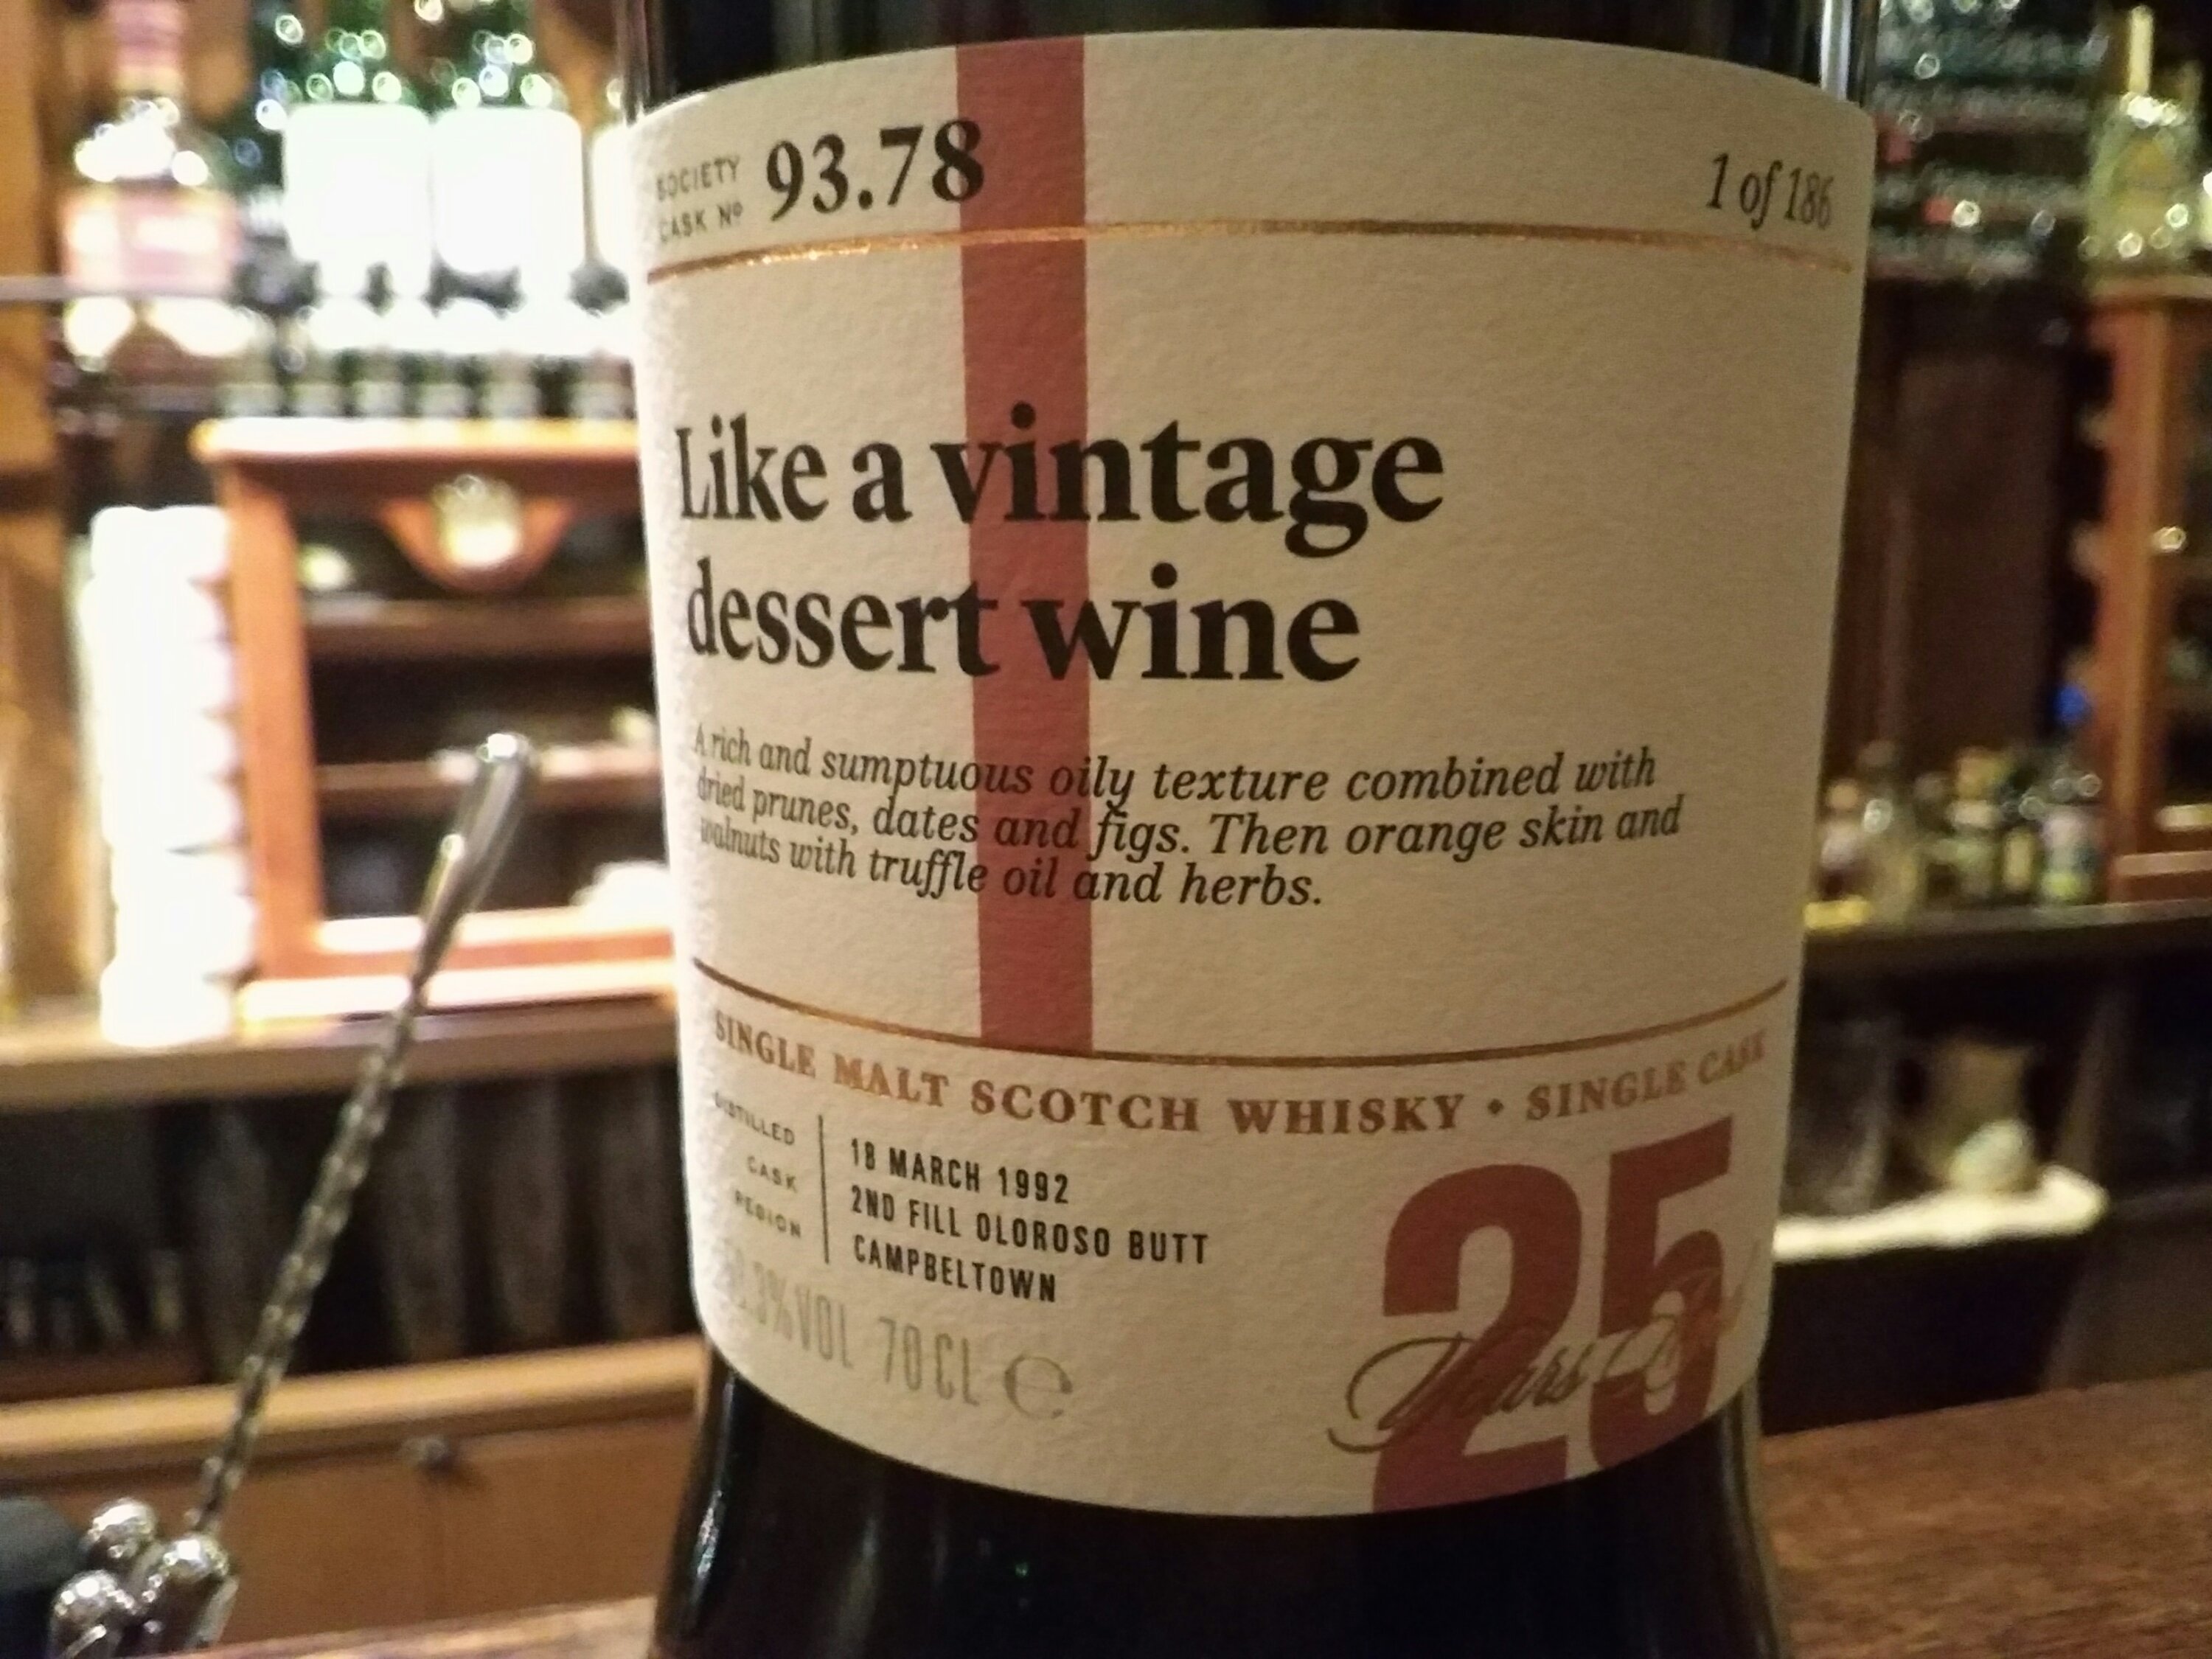 SOCIETY
CASK Nº
93.78
1 of 186
Like a vintage
dessert wine
A rich and sumptuous oily texture combined with
dried prunes, dates and figs. Then orange skin and
walnuts with truffle oil and herbs.
SINGLE MALT SCOTCH WHISKY • SINGLE CASK
DISTILLED 18 MARCH 1992
CASK 2ND FILL OLOROSO BUTT
REGION CAMPBELTOWN
VOL 70CL ℮
25
Years Old